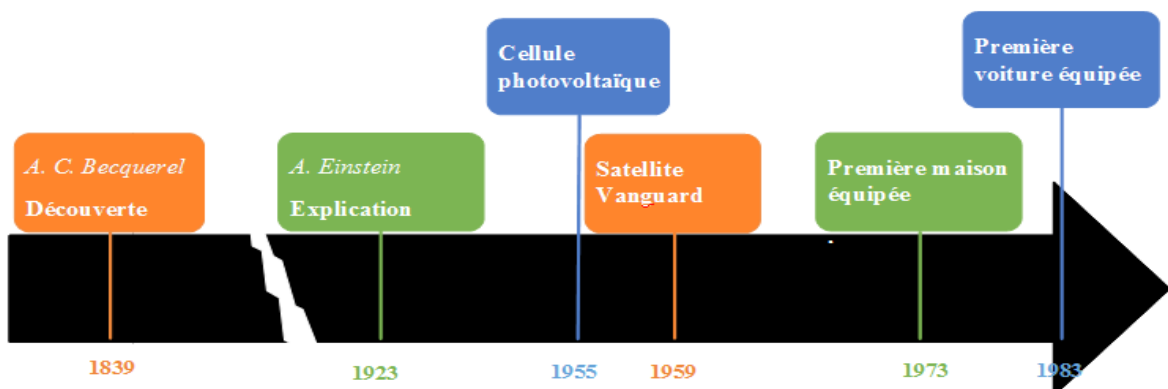 A. C. Becquerel
Découverte
A. Einstein
Explication
Cellule
photovoltaïque
Satellite
Vanguard
Première maison
équipée
Première
voiture équipée
1839
1923
1955
1959
1973
1983